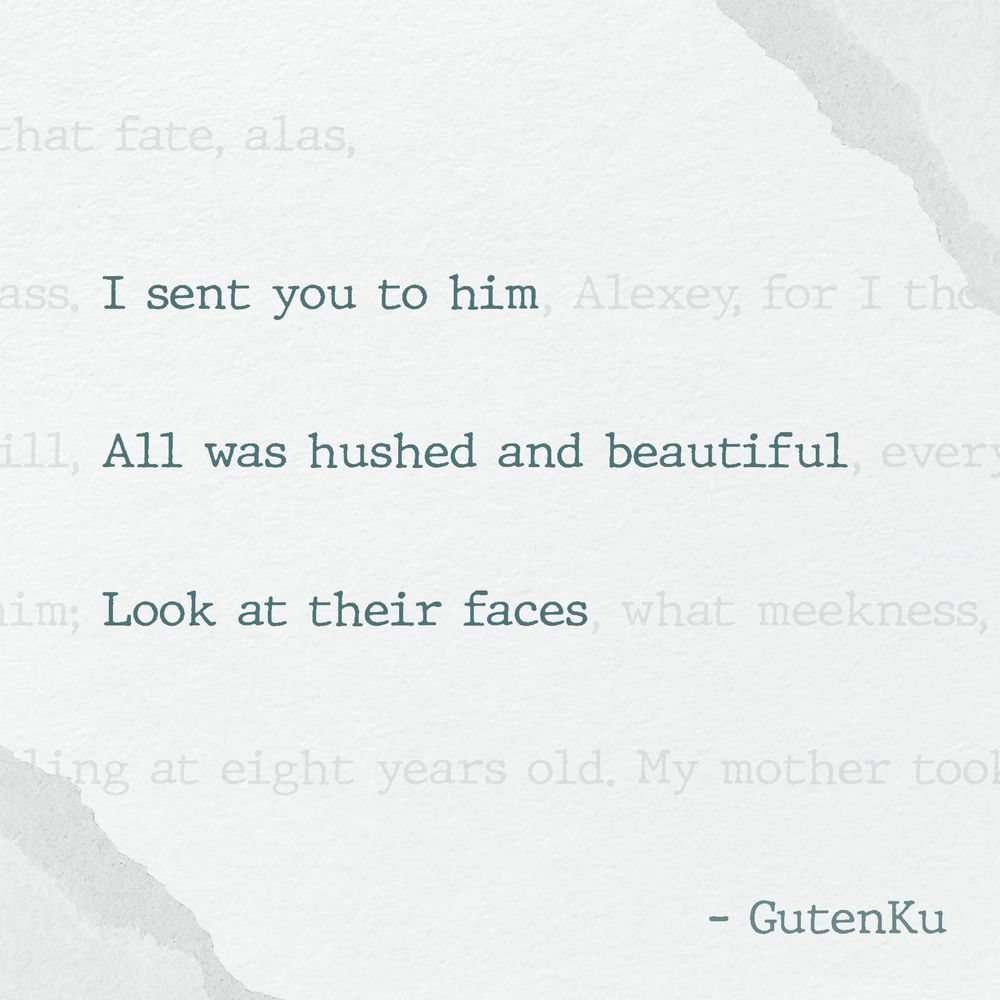 that fate, alas,
ass. I sent you to him, Alexey, for I tho
ill, All was hushed and beautiful, every
him; Look at their faces, what meekness,
ling at eight years old. My mother took
- GutenKu